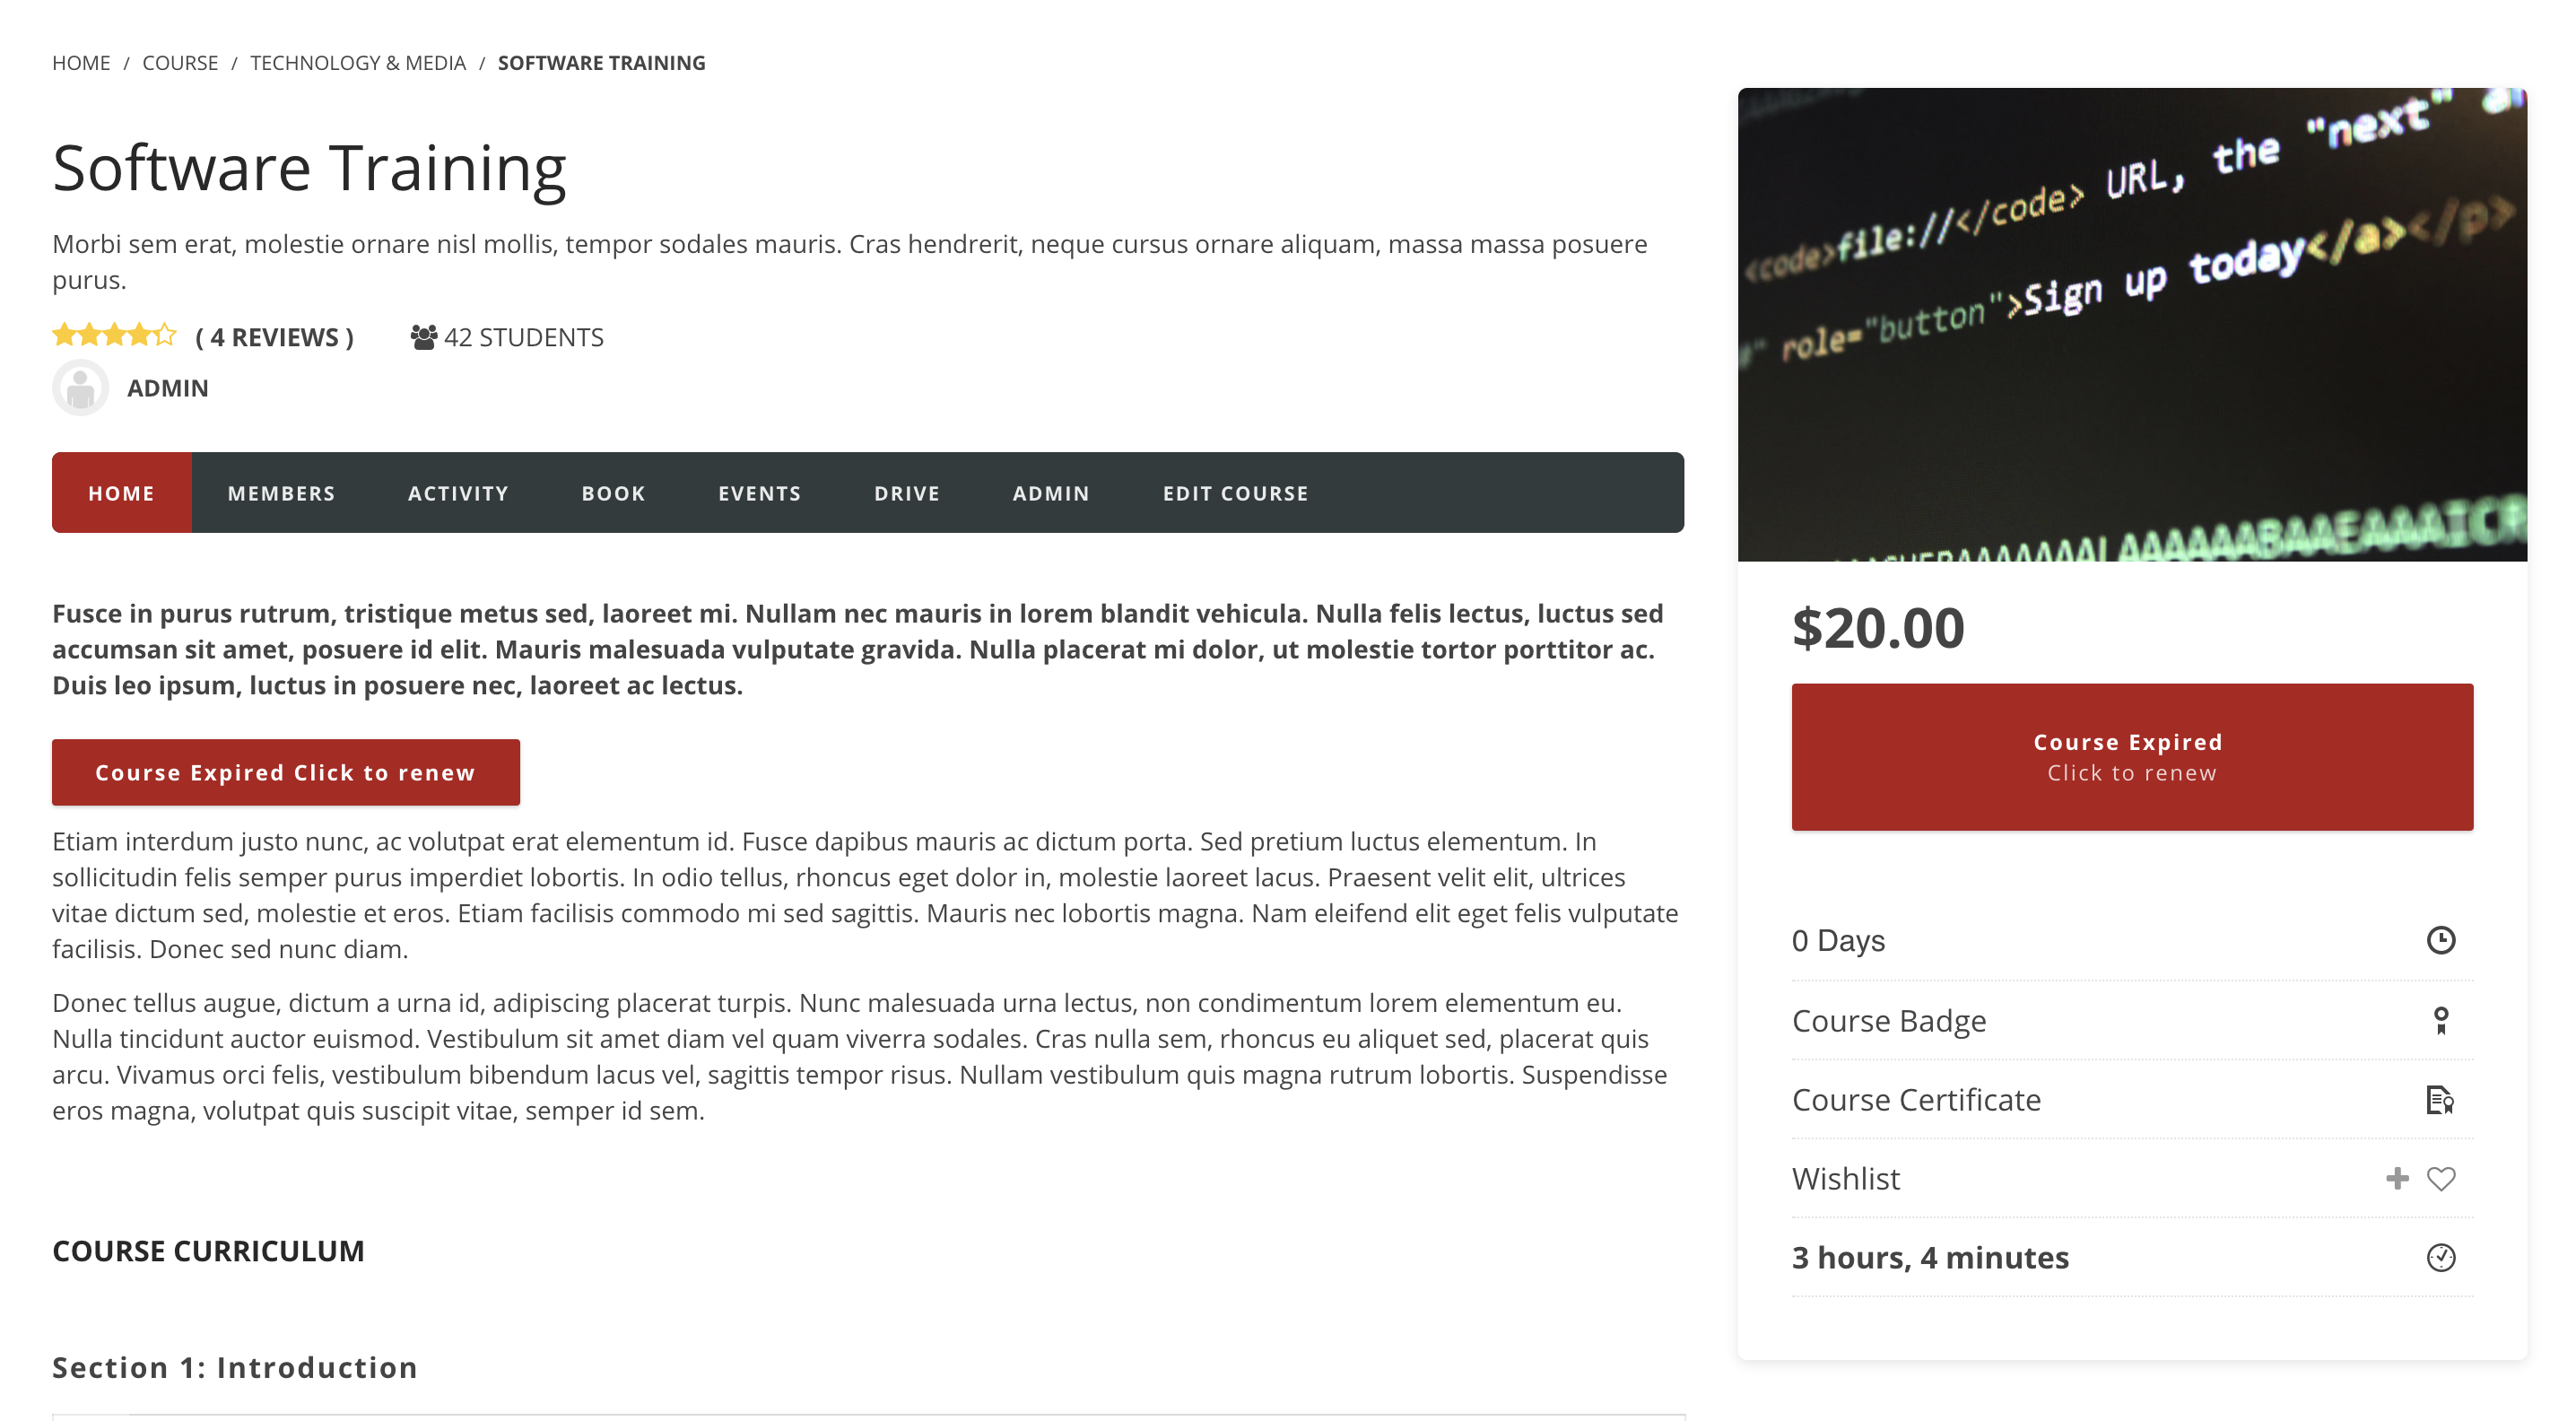 HOME / COURSE / TECHNOLOGY & MEDIA / SOFTWARE TRAINING
Software Training
Morbi sem erat, molestie ornare nisl mollis, tempor sodales mauris. Cras hendrerit, neque cursus ornare aliquam, massa massa posuere
purus.
( 4 REVIEWS ) 42 STUDENTS
ADMIN
HOME MEMBERS ACTIVITY BOOK EVENTS DRIVE ADMIN EDIT COURSE
Fusce in purus rutrum, tristique metus sed, laoreet mi. Nullam nec mauris in lorem blandit vehicula. Nulla felis lectus, luctus sed
accumsan sit amet, posuere id elit. Mauris malesuada vulputate gravida. Nulla placerat mi dolor, ut molestie tortor porttitor ac.
Duis leo ipsum, luctus in posuere nec, laoreet ac lectus.
Course Expired Click to renew
Etiam interdum justo nunc, ac volutpat erat elementum id. Fusce dapibus mauris ac dictum porta. Sed pretium luctus elementum. In
sollicitudin felis semper purus imperdiet lobortis. In odio tellus, rhoncus eget dolor in, molestie laoreet lacus. Praesent velit elit, ultrices
vitae dictum sed, molestie et eros. Etiam facilisis commodo mi sed sagittis. Mauris nec lobortis magna. Nam eleifend elit eget felis vulputate
facilisis. Donec sed nunc diam.
Donec tellus augue, dictum a urna id, adipiscing placerat turpis. Nunc malesuada urna lectus, non condimentum lorem elementum eu.
Nulla tincidunt auctor euismod. Vestibulum sit amet diam vel quam viverra sodales. Cras nulla sem, rhoncus eu aliquet sed, placerat quis
arcu. Vivamus orci felis, vestibulum bibendum lacus vel, sagittis tempor risus. Nullam vestibulum quis magna rutrum lobortis. Suspendisse
eros magna, volutpat quis suscipit vitae, semper id sem.
COURSE CURRICULUM
Section 1: Introduction
<code>file://</code> URL, the "next"
role="button">Sign up today</a></p>
$20.00
Course Expired
Click to renew
0 Days
Course Badge
Course Certificate
Wishlist
3 hours, 4 minutes